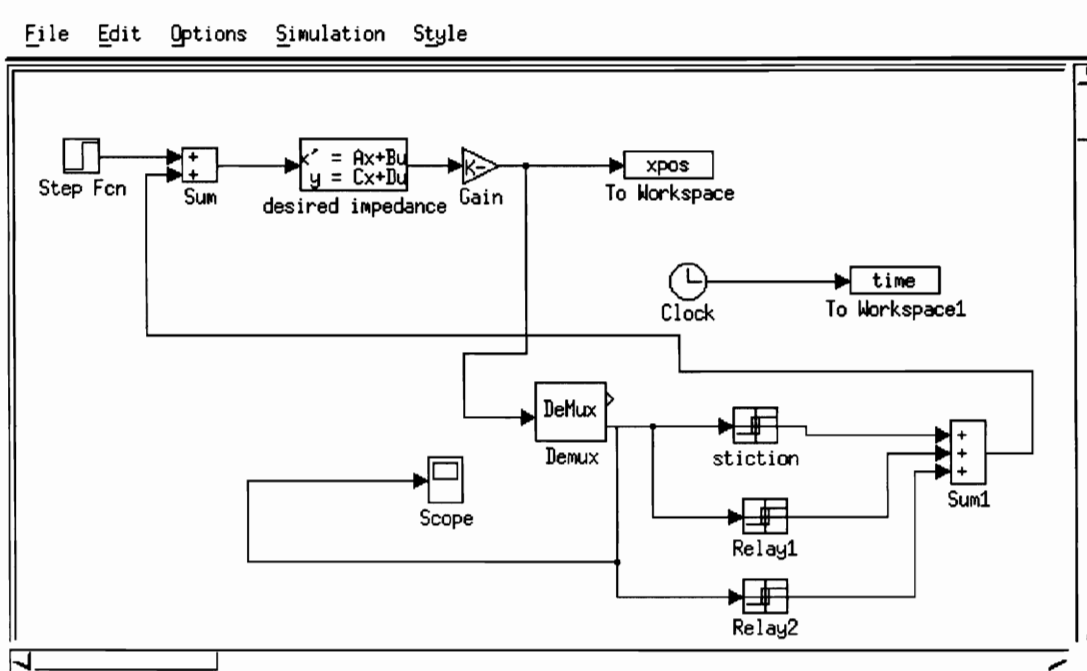 File Edit Options Simulation Style
Step Fcn
+
+
Sum
x' = Ax+Bu
y = Cx+Du
desired impedance
K-
Gain
xpos
To Workspace
Clock
time
To Workspace1
DeMux
Demux
stiction
+
+
+
Sum1
Scope
Relay1
Relay2